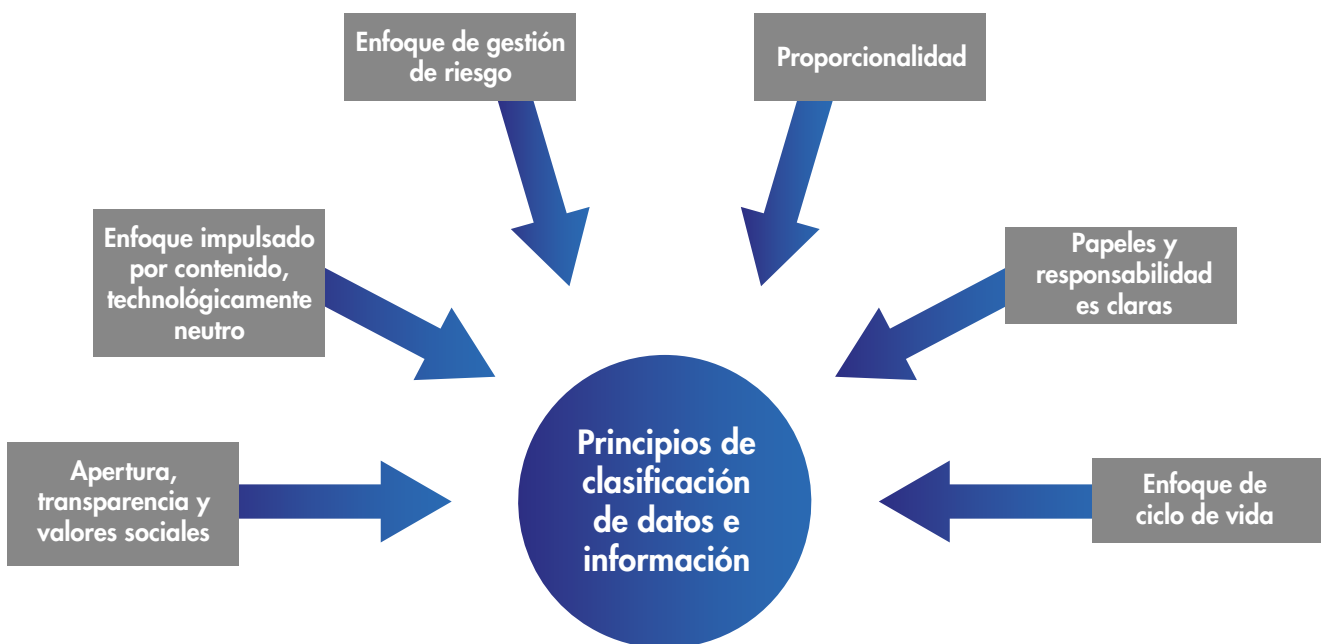 Enfoque de gestión
de riesgo
Proporcionalidad
Enfoque impulsado
por contenido,
technológicamente
neutro
Papeles y
responsabilidad
es claras
Apertura,
transparencia y
valores sociales
Principios de
clasificación
de datos e
información
Enfoque de
ciclo de vida